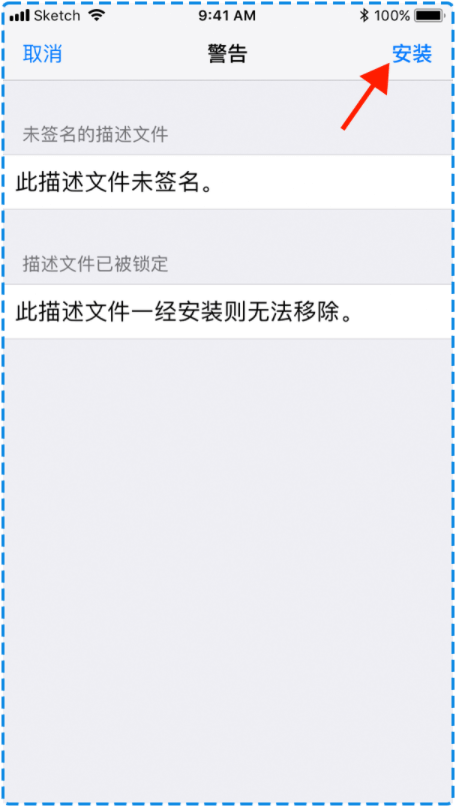 Sketch 9:41 AM 100%
取消 警告 安装
未签名的描述文件
此描述文件未签名。
描述文件已被锁定
此描述文件一经安装则无法移除。